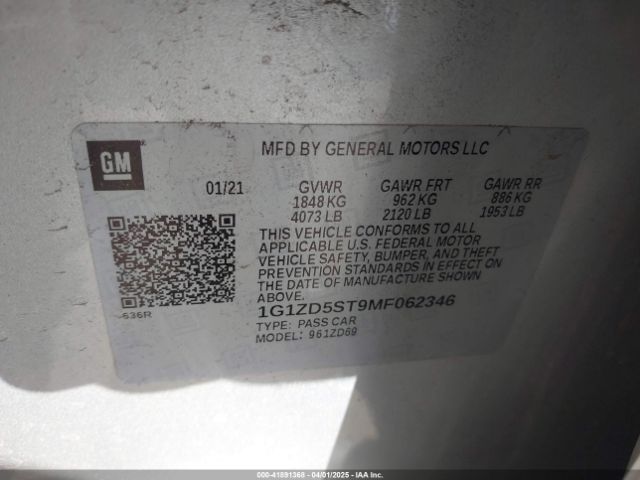 GM
MFD BY GENERAL MOTORS LLC
01/21 GVWR GAWR FRT GAWR RR
1848 KG 962 KG 886 KG
4073 LB 2120 LB 1953 LB
THIS VEHICLE CONFORMS TO ALL
APPLICABLE U.S. FEDERAL MOTOR
VEHICLE SAFETY, BUMPER, AND THEFT
PREVENTION STANDARDS IN EFFECT ON
THE DATE OF MANUFACTURE SHOWN
ABOVE.
1G1ZD5ST9MF062346
TYPE: PASS CAR
MODEL: 961ZD69
-636R
000-41891368 - 04/01/2025 - IAA Inc.